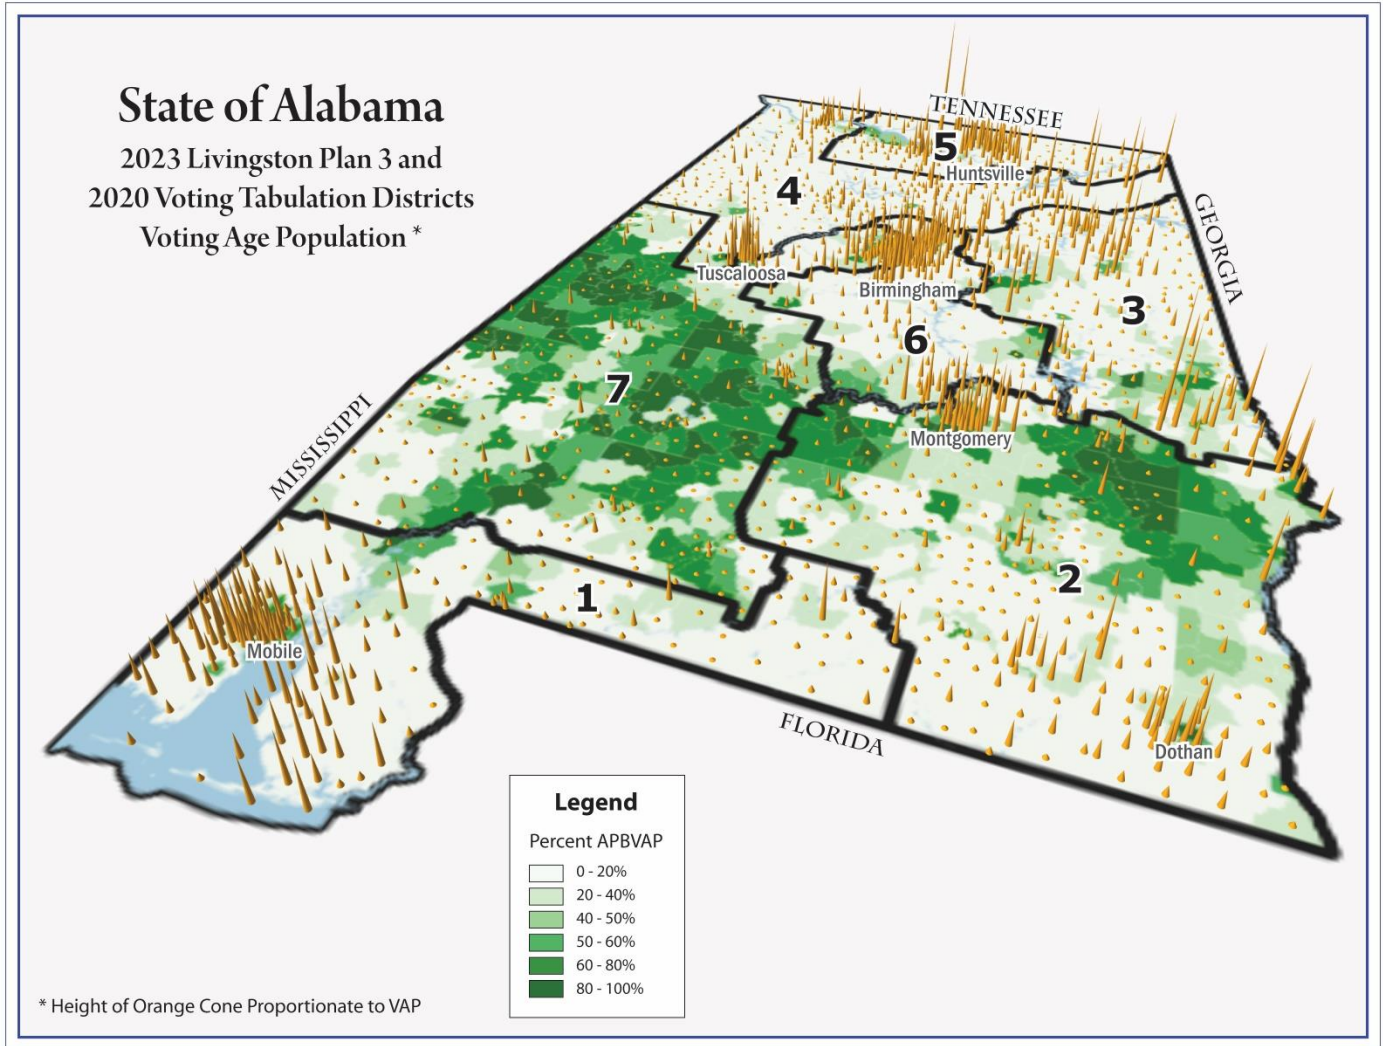 State of Alabama
2023 Livingston Plan 3 and
2020 Voting Tabulation Districts
Voting Age Population *
TENNESSEE
5
Huntsville
4
GEORGIA
Tuscaloosa
Birmingham
3
6
7
MISSISSIPPI
Montgomery
2
1
Mobile
FLORIDA
Dothan
Legend
Percent APBVAP
0 - 20%
20 - 40%
40 - 50%
50 - 60%
60 - 80%
80 - 100%
* Height of Orange Cone Proportionate to VAP